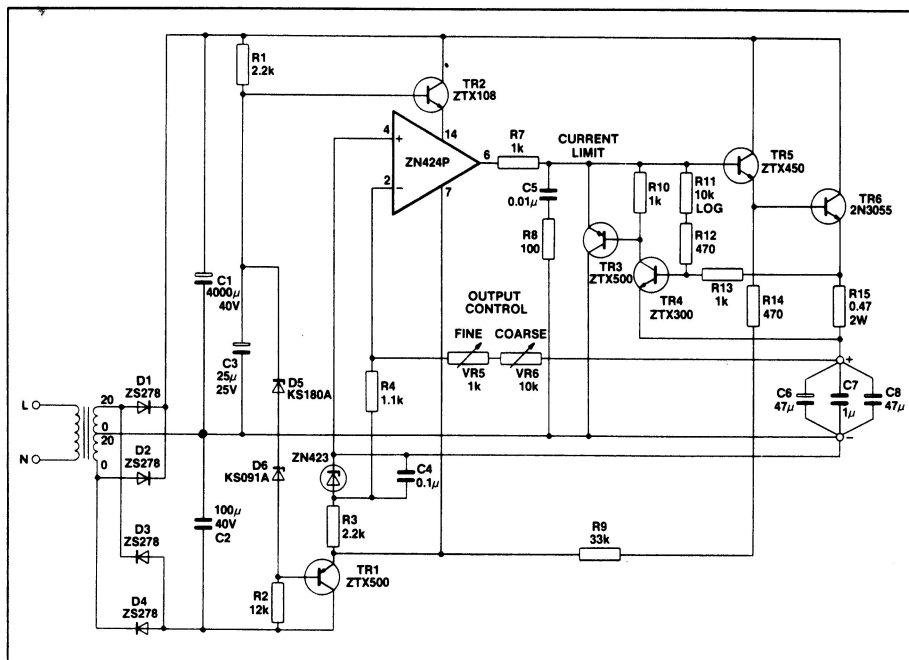 R1
2.2k
TR2
ZTX108
4
+
14
ZN424P
6
2
−
7
R7
1k
CURRENT
LIMIT
C5
0.01μ
R8
100
R10
1k
R11
10k
LOG
R12
470
TR5
ZTX450
TR6
2N3055
TR3
ZTX500
TR4
ZTX300
R13
1k
R14
470
R15
0.47
2W
C1
4000μ
40V
C3
25μ
25V
OUTPUT
CONTROL
FINE
COARSE
VR5
1k
VR6
10k
R4
1.1k
D5
KS180A
D6
KS091A
+
C6
47μ
C7
1μ
C8
47μ
−
L
N
20
0
20
0
D1
ZS278
D2
ZS278
D3
ZS278
D4
ZS278
100μ
40V
C2
ZN423
C4
0.1μ
R3
2.2k
R9
33k
R2
12k
TR1
ZTX500